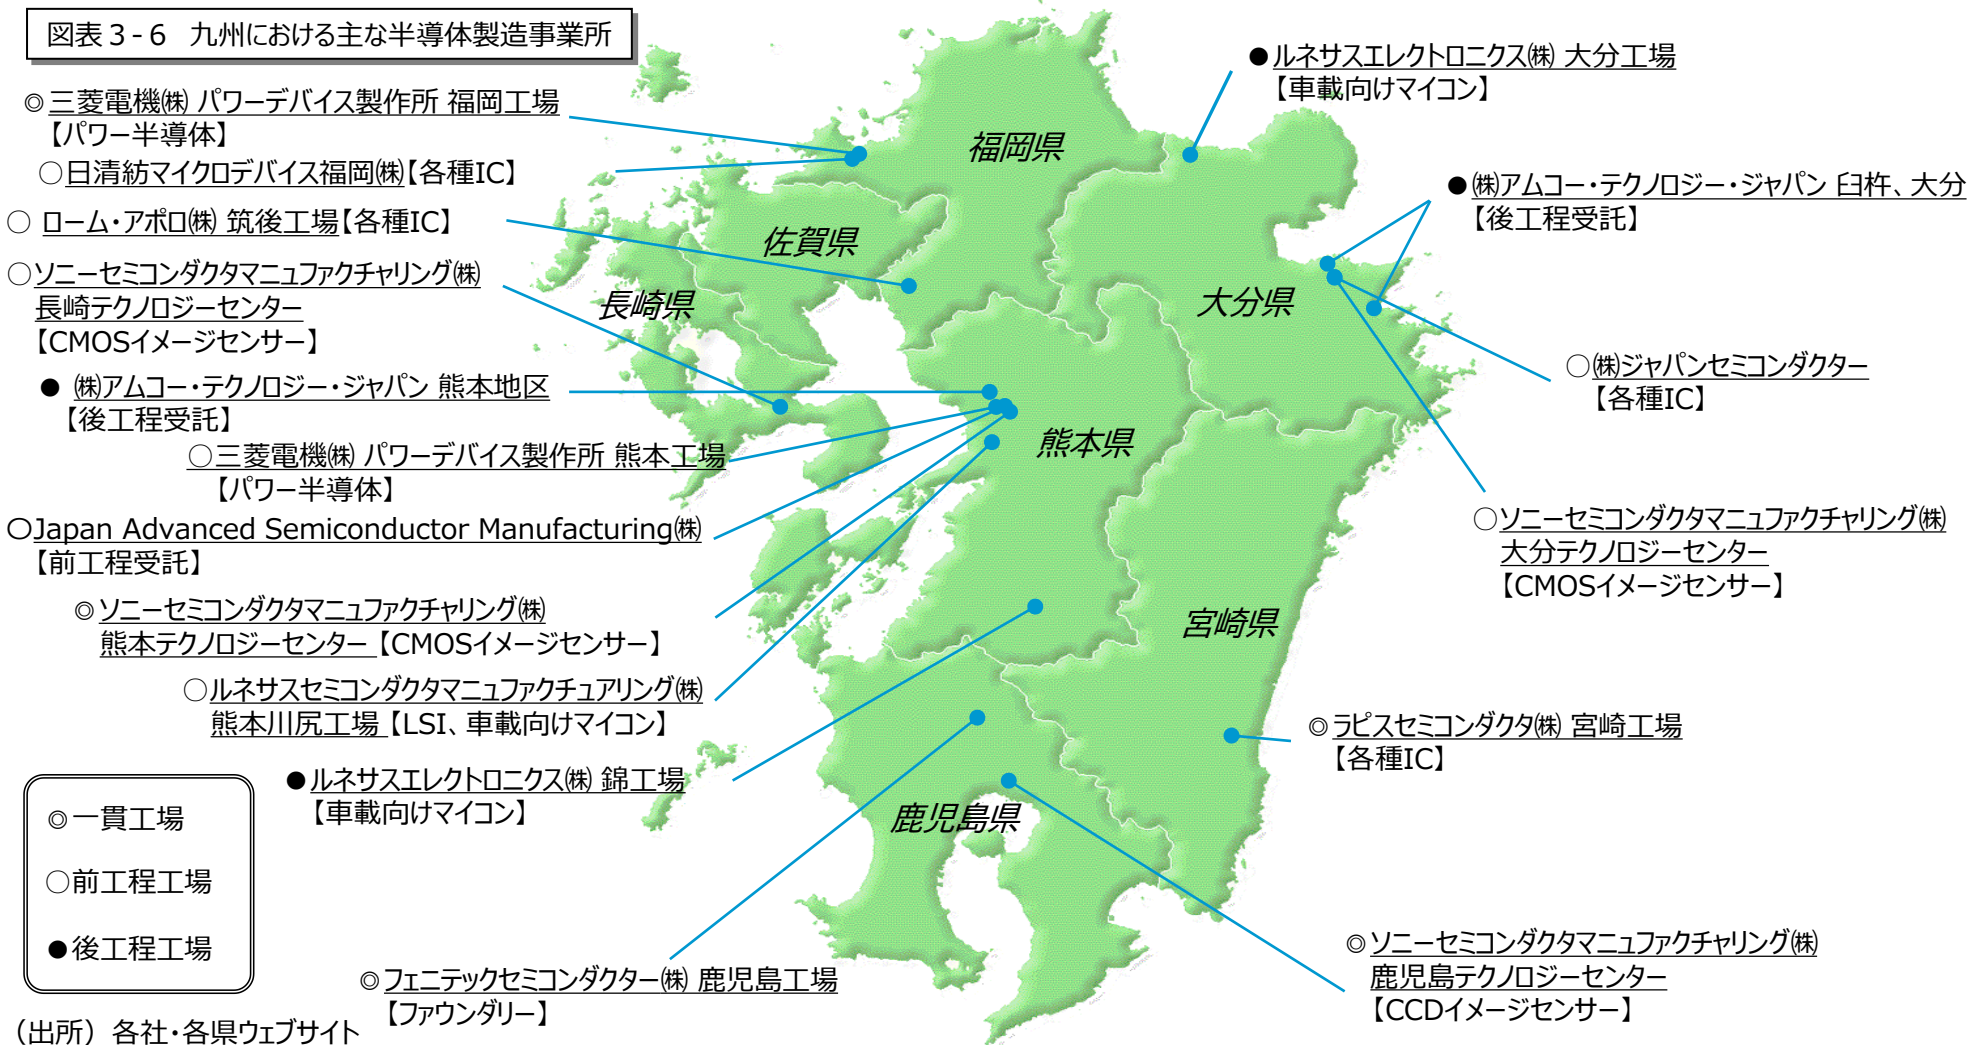 図表3-6 九州における主な半導体製造事業所
◎三菱電機㈱ パワーデバイス製作所 福岡工場
【パワー半導体】
○日清紡マイクロデバイス福岡㈱【各種IC】
○ ローム・アポロ㈱ 筑後工場【各種IC】
○ソニーセミコンダクタマニュファクチャリング㈱
長崎テクノロジーセンター
【CMOSイメージセンサー】
● ㈱アムコー・テクノロジー・ジャパン 熊本地区
【後工程受託】
○三菱電機㈱ パワーデバイス製作所 熊本工場
【パワー半導体】
○Japan Advanced Semiconductor Manufacturing㈱
【前工程受託】
◎ソニーセミコンダクタマニュファクチャリング㈱
熊本テクノロジーセンター【CMOSイメージセンサー】
○ルネサスセミコンダクタマニュファクチュアリング㈱
熊本川尻工場【LSI、車載向けマイコン】
●ルネサスエレクトロニクス㈱ 錦工場
【車載向けマイコン】
◎フェニテックセミコンダクター㈱ 鹿児島工場
【ファウンダリー】
福岡県
佐賀県
長崎県
大分県
熊本県
宮崎県
鹿児島県
●ルネサスエレクトロニクス㈱ 大分工場
【車載向けマイコン】
●㈱アムコー・テクノロジー・ジャパン 臼杵、大分
【後工程受託】
○㈱ジャパンセミコンダクター
【各種IC】
○ソニーセミコンダクタマニュファクチャリング㈱
大分テクノロジーセンター
【CMOSイメージセンサー】
◎ラピスセミコンダクタ㈱ 宮崎工場
【各種IC】
◎ソニーセミコンダクタマニュファクチャリング㈱
鹿児島テクノロジーセンター
【CCDイメージセンサー】
◎一貫工場
○前工程工場
●後工程工場
（出所）各社・各県ウェブサイト